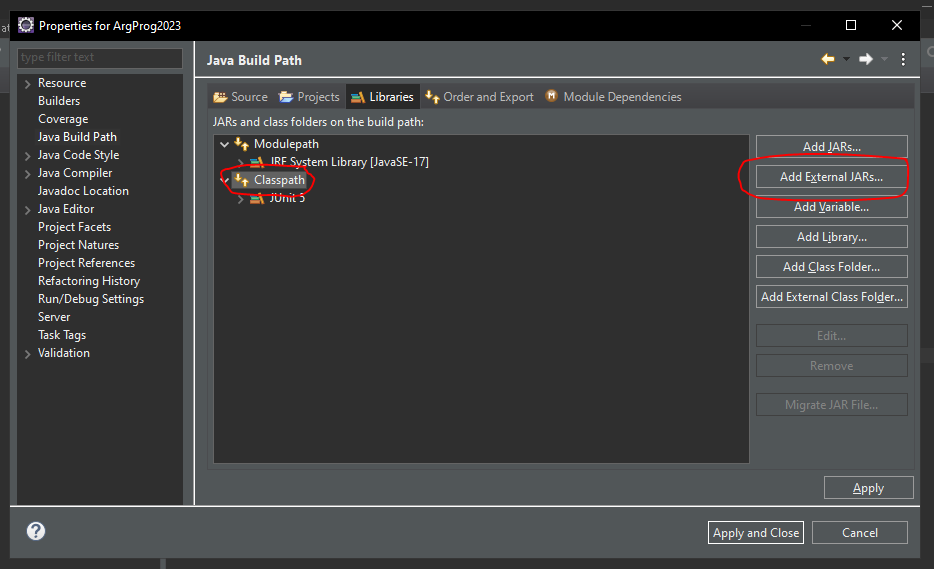 Properties for ArgProg2023
type filter text
Resource
Builders
Coverage
Java Build Path
Java Code Style
Java Compiler
Javadoc Location
Java Editor
Project Facets
Project Natures
Project References
Refactoring History
Run/Debug Settings
Server
Task Tags
Validation
Java Build Path
Source Projects Libraries Order and Export Module Dependencies
JARs and class folders on the build path:
Modulepath
JRE System Library [JavaSE-17]
Classpath
JUnit 5
Add JARs...
Add External JARs...
Add Variable...
Add Library...
Add Class Folder...
Add External Class Folder...
Edit...
Remove
Migrate JAR File...
Apply
Apply and Close Cancel